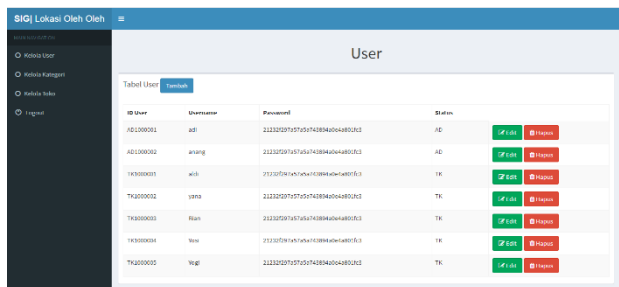 SIG| Lokasi Oleh Oleh
Kelola User
Kelola Kategori
Kelola Toko
Logout
User
Tabel User Tambah
ID User Username Password Status
AD1000001 adi 21232f297a57a5a743894a0e4a801fc3 AD Edit Hapus
AD1000002 anang 21232f297a57a5a743894a0e4a801fc3 AD Edit Hapus
TK1000001 21232f297a57a5a743894a0e4a801fc3 TK Edit Hapus
TK1000002 yana 21232f297a57a5a743894a0e4a801fc3 TK Edit Hapus
TK1000003 Rian 21232f297a57a5a743894a0e4a801fc3 TK Edit Hapus
TK1000004 21232f297a57a5a743894a0e4a801fc3 TK Edit Hapus
TK1000005 Yogi 21232f297a57a5a743894a0e4a801fc3 TK Edit Hapus